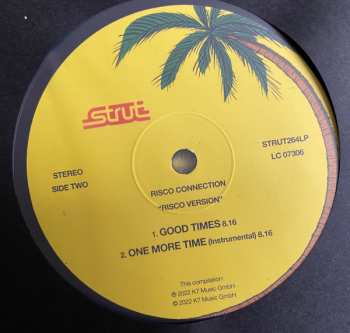 Strut
STEREO
SIDE TWO
STRUT264LP
LC 07306
RISCO CONNECTION
"RISCO VERSION"
1. GOOD TIMES 8.16
2. ONE MORE TIME (Instrumental) 8.16
This compilation
℗ 2022 K7 Music GmbH
© 2022 K7 Music GmbH